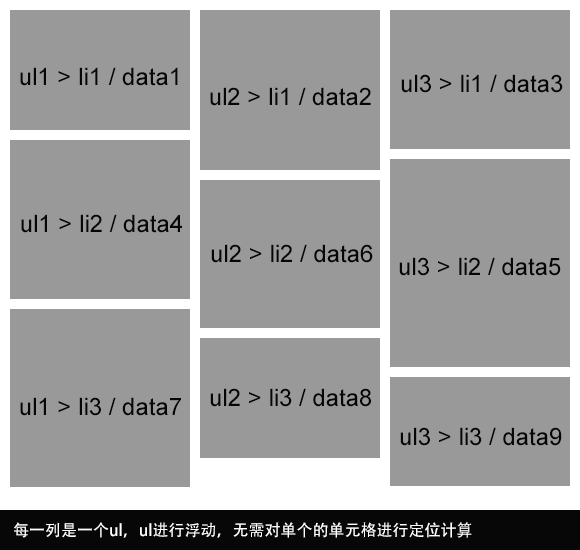 ul1 > li1 / data1
ul2 > li1 / data2
ul3 > li1 / data3
ul1 > li2 / data4
ul2 > li2 / data6
ul3 > li2 / data5
ul1 > li3 / data7
ul2 > li3 / data8
ul3 > li3 / data9
每一列是一个ul，ul进行浮动，无需对单个的单元格进行定位计算